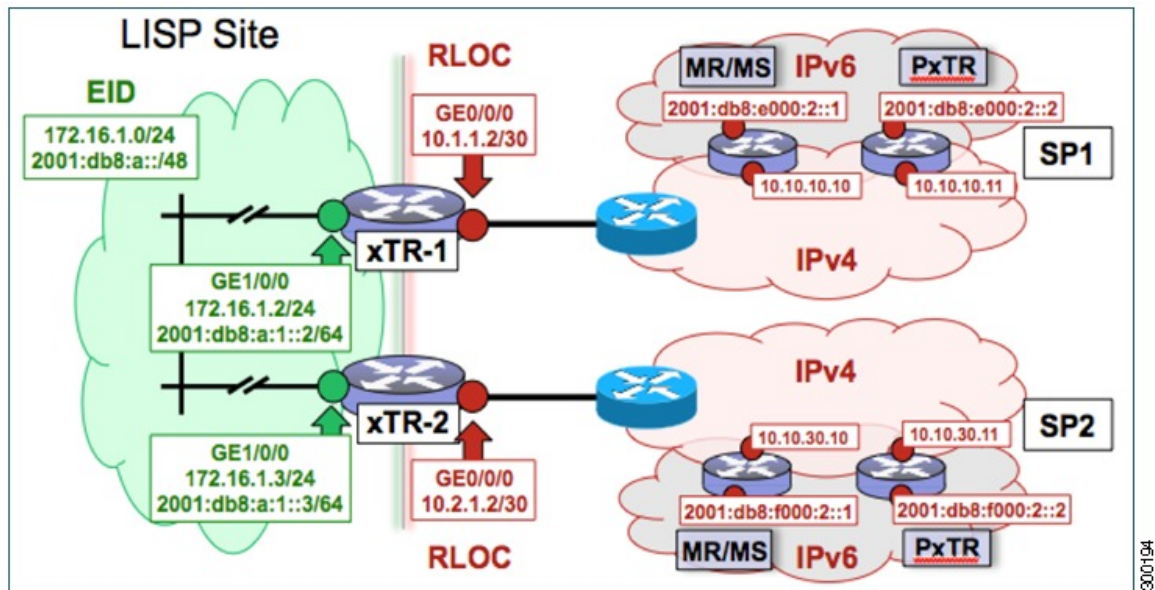 LISP Site
EID
172.16.1.0/24
2001:db8:a::/48
RLOC
GE0/0/0
10.1.1.2/30
xTR-1
GE1/0/0
172.16.1.2/24
2001:db8:a:1::2/64
xTR-2
GE1/0/0
172.16.1.3/24
2001:db8:a:1::3/64
GE0/0/0
10.2.1.2/30
RLOC
MR/MS
IPv6
PxTR
2001:db8:e000:2::1
2001:db8:e000:2::2
SP1
10.10.10.10
10.10.10.11
IPv4
IPv4
10.10.30.10
10.10.30.11
SP2
2001:db8:f000:2::1
2001:db8:f000:2::2
MR/MS
IPv6
PxTR
300194